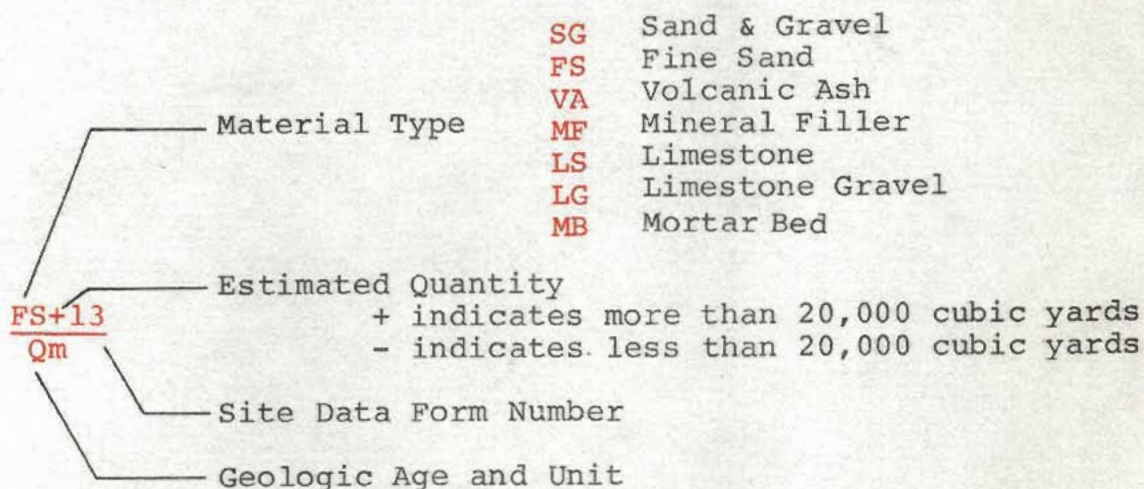 SG Sand & Gravel
FS Fine Sand
VA Volcanic Ash
Material Type MF Mineral Filler
LS Limestone
LG Limestone Gravel
MB Mortar Bed
Estimated Quantity
+ indicates more than 20,000 cubic yards
- indicates less than 20,000 cubic yards
FS+13
Qm
Site Data Form Number
Geologic Age and Unit